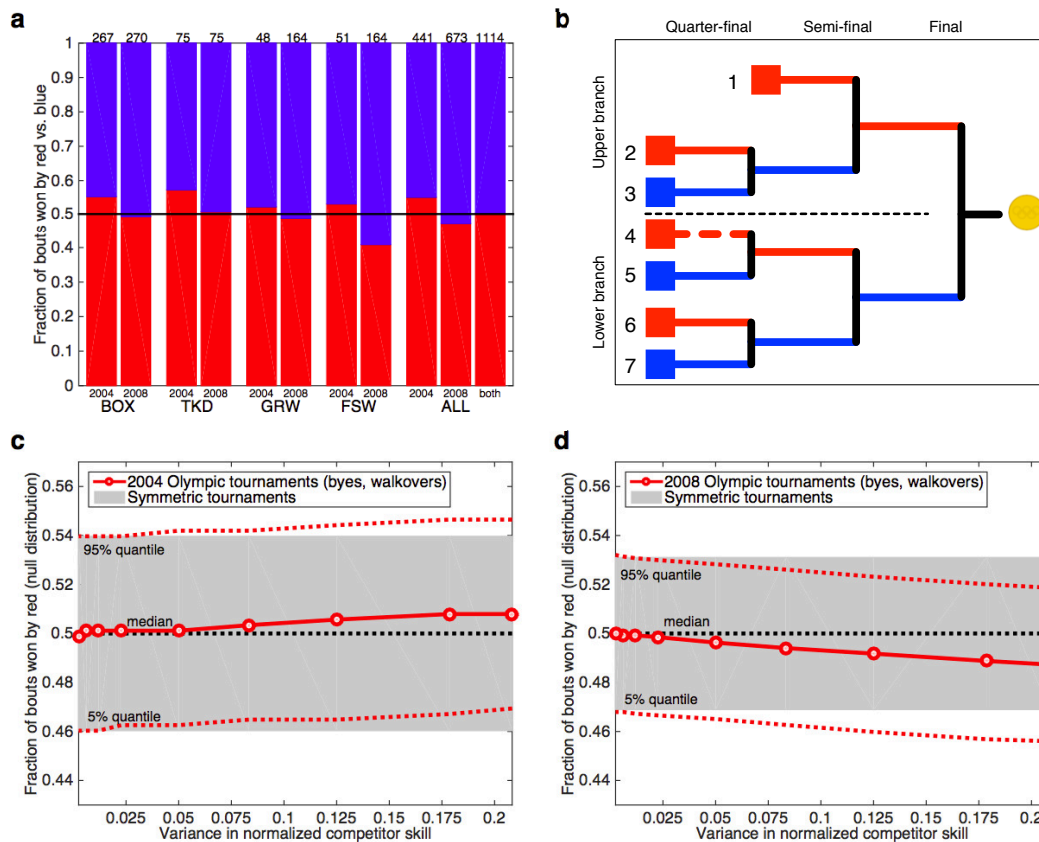 a
267 270 75 75 48 164 51 164 441 673 1114
1
0.9
0.8
0.7
0.6
0.5
0.4
0.3
0.2
0.1
0
Fraction of bouts won by red vs. blue
2004 2008 2004 2008 2004 2008 2004 2008 2004 2008 both
BOX TKD GRW FSW ALL
b
Quarter-final Semi-final Final
Upper branch
Lower branch
1
2
3
4
5
6
7
c
2004 Olympic tournaments (byes, walkovers)
Symmetric tournaments
0.56
0.54
0.52
0.5
0.48
0.46
0.44
Fraction of bouts won by red (null distribution)
95% quantile
median
5% quantile
0.025 0.05 0.075 0.1 0.125 0.15 0.175 0.2
Variance in normalized competitor skill
d
2008 Olympic tournaments (byes, walkovers)
Symmetric tournaments
0.56
0.54
0.52
0.5
0.48
0.46
0.44
Fraction of bouts won by red (null distribution)
95% quantile
median
5% quantile
0.025 0.05 0.075 0.1 0.125 0.15 0.175 0.2
Variance in normalized competitor skill